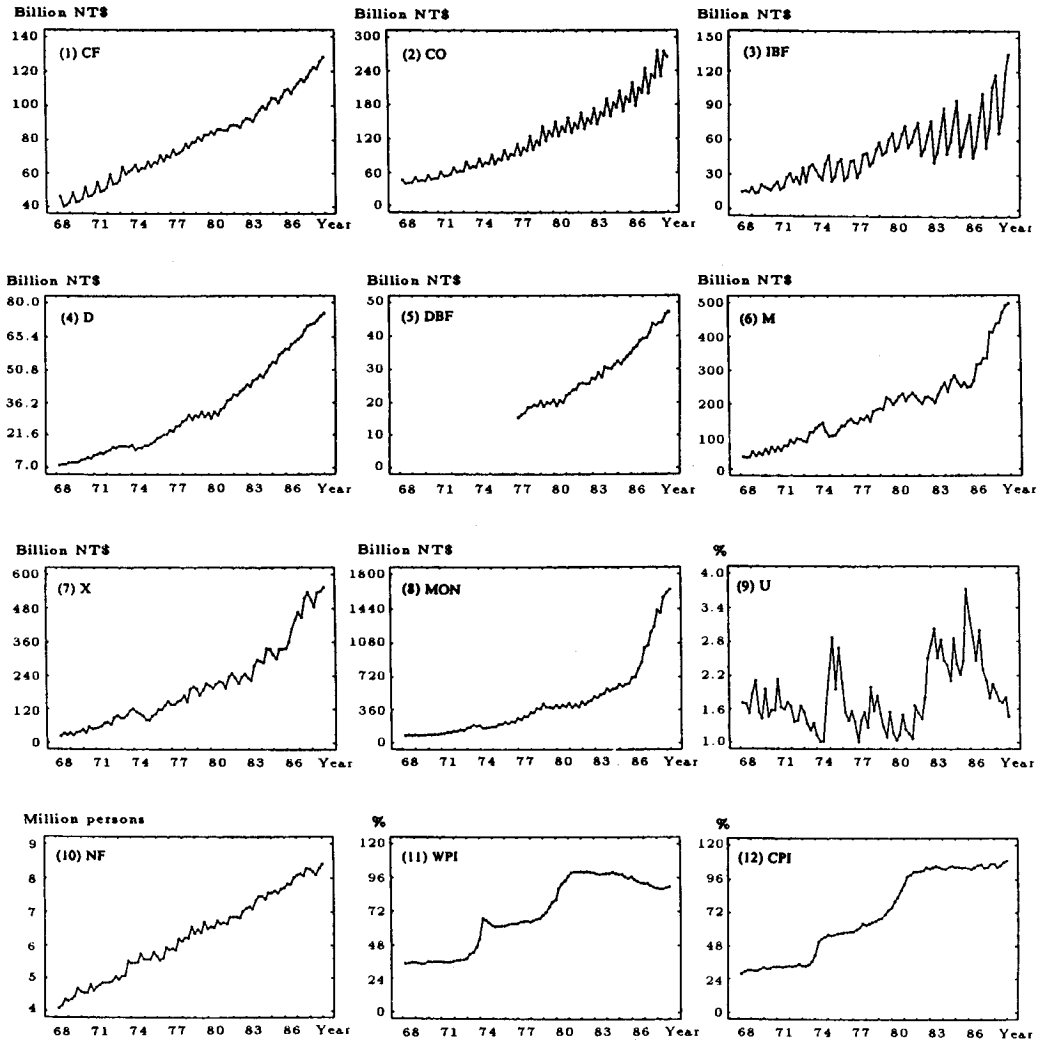 Billion NT$ Billion NT$ Billion NT$
140 300 150
(1) CF (2) CO (3) IBF
120 240 120
100 180 90
80 120 60
60 60 30
40 0 0
68 71 74 77 80 83 86 Year 68 71 74 77 80 83 86 Year 68 71 74 77 80 83 86 Year
Billion NT$ Billion NT$ Billion NT$
80.0 50 500
(4) D (5) DBF (6) M
65.4 40 400
50.8 30 300
36.2 20 200
21.6 10 100
7.0 0 0
68 71 74 77 80 83 86 Year 68 71 74 77 80 83 86 Year 68 71 74 77 80 83 86 Year
Billion NT$ Billion NT$ %
600 1800 4.0
(7) X (8) MON (9) U
480 1440 3.4
360 1080 2.8
240 720 2.2
120 360 1.6
0 0 1.0
68 71 74 77 80 83 86 Year 68 71 74 77 80 83 86 Year 68 71 74 77 80 83 86 Year
Million persons % %
9 120 120
(10) NF (11) WPI (12) CPI
8 96 96
7 72 72
6 48 48
5 24 24
4 0 0
68 71 74 77 80 83 86 Year 68 71 74 77 80 83 86 Year 68 71 74 77 80 83 86 Year